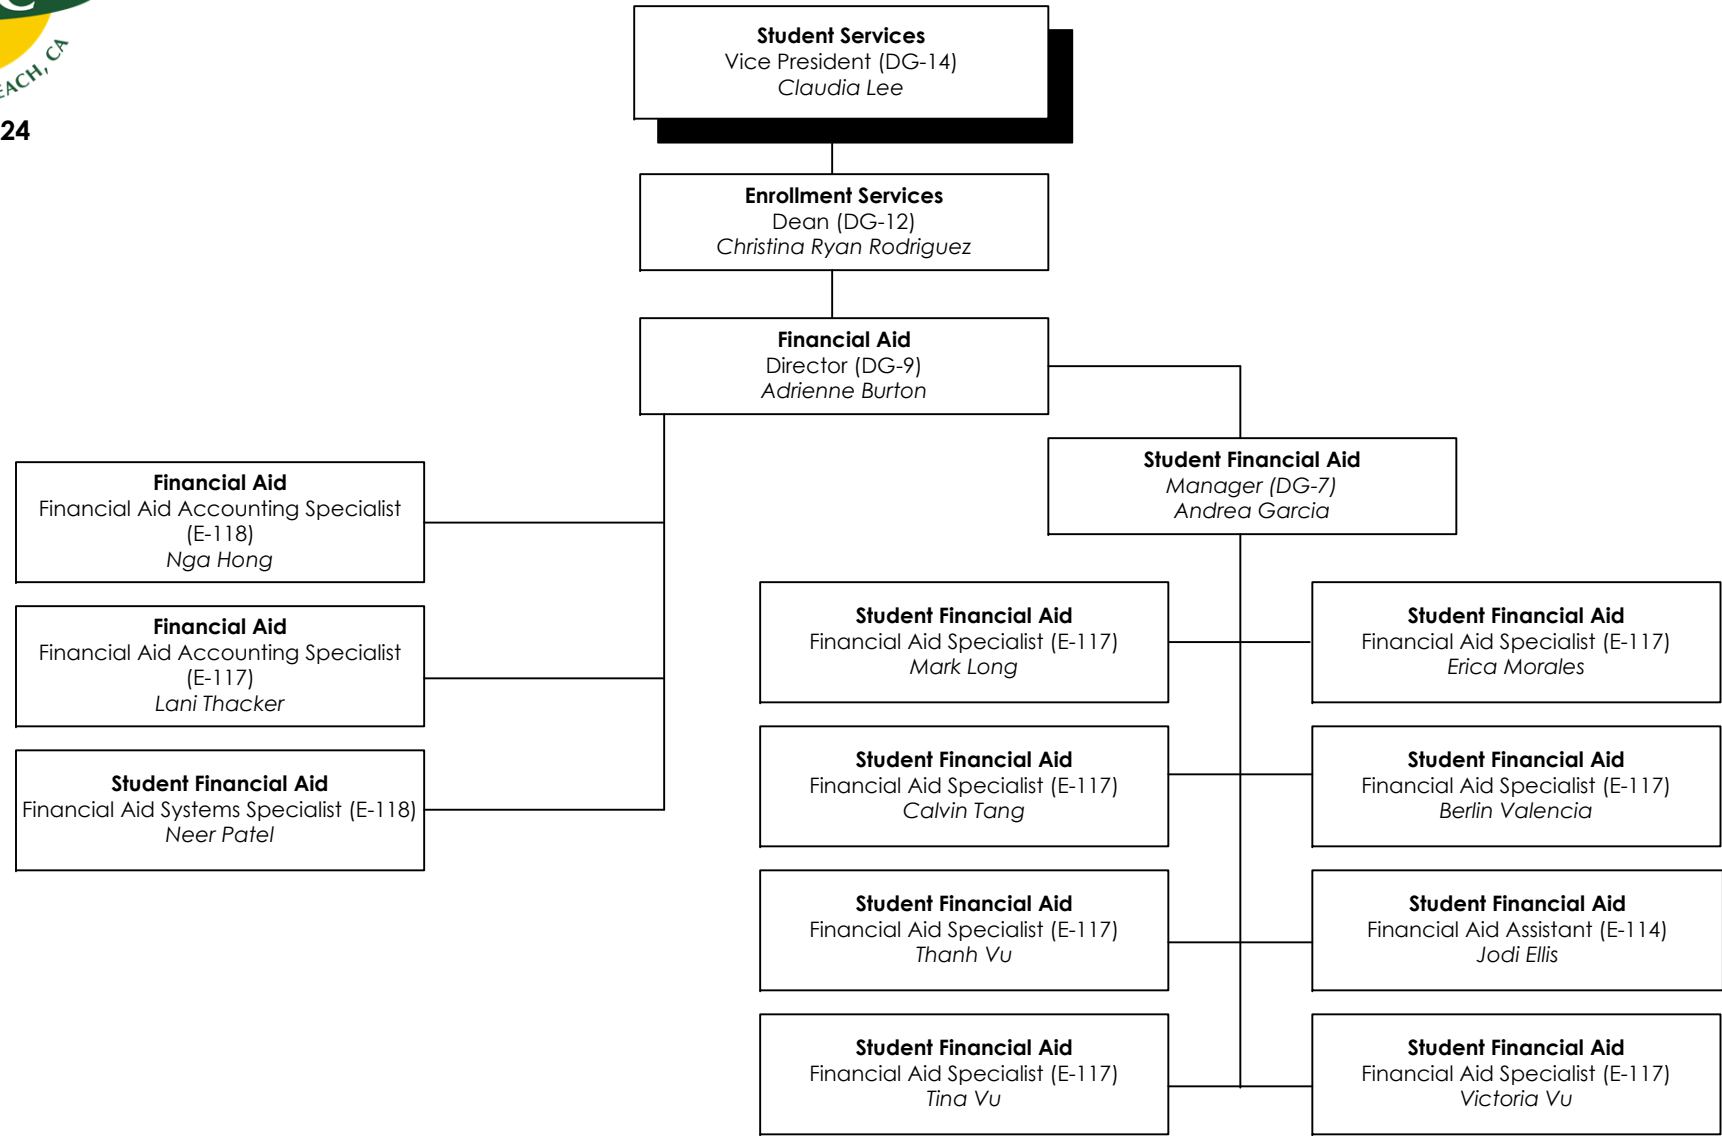 C
EACH, CA
24
Student Services
Vice President (DG-14)
Claudia Lee
Enrollment Services
Dean (DG-12)
Christina Ryan Rodriguez
Financial Aid
Director (DG-9)
Adrienne Burton
Student Financial Aid
Manager (DG-7)
Andrea Garcia
Financial Aid
Financial Aid Accounting Specialist
(E-118)
Nga Hong
Financial Aid
Financial Aid Accounting Specialist
(E-117)
Lani Thacker
Student Financial Aid
Financial Aid Systems Specialist (E-118)
Neer Patel
Student Financial Aid
Financial Aid Specialist (E-117)
Mark Long
Student Financial Aid
Financial Aid Specialist (E-117)
Erica Morales
Student Financial Aid
Financial Aid Specialist (E-117)
Calvin Tang
Student Financial Aid
Financial Aid Specialist (E-117)
Berlin Valencia
Student Financial Aid
Financial Aid Specialist (E-117)
Thanh Vu
Student Financial Aid
Financial Aid Assistant (E-114)
Jodi Ellis
Student Financial Aid
Financial Aid Specialist (E-117)
Tina Vu
Student Financial Aid
Financial Aid Specialist (E-117)
Victoria Vu